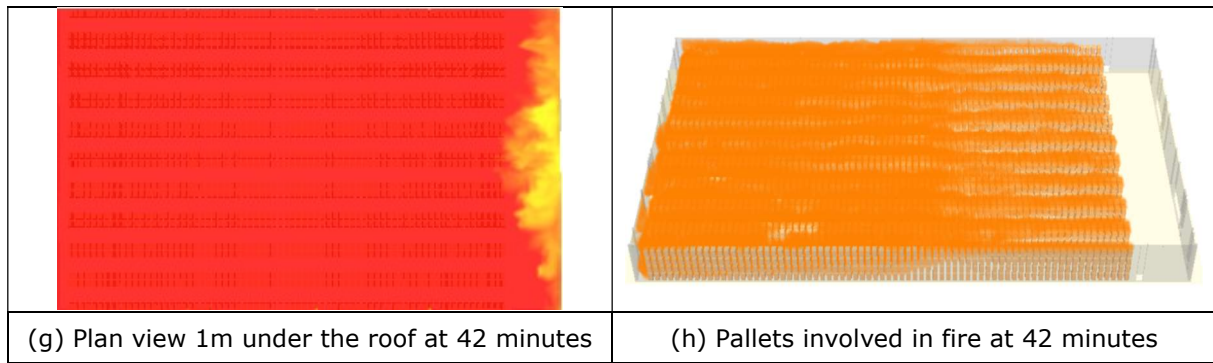 (g) Plan view 1m under the roof at 42 minutes
(h) Pallets involved in fire at 42 minutes